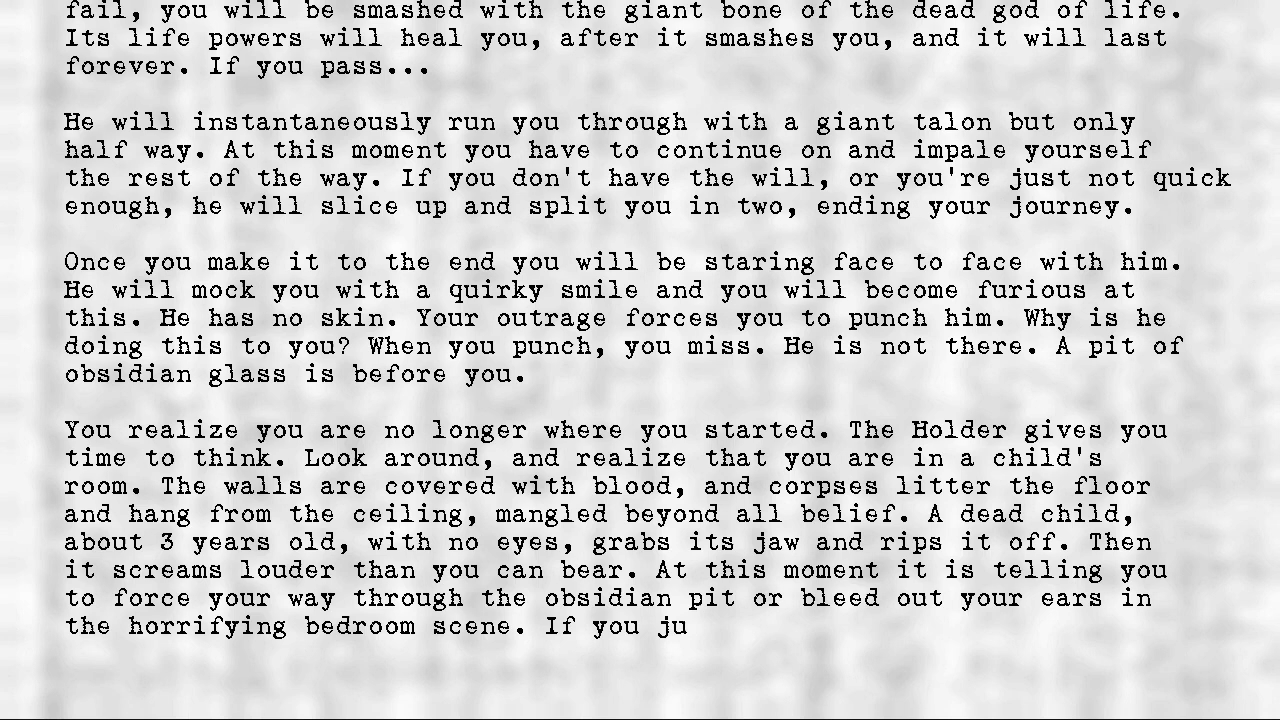 fail, you will be smashed with the giant bone of the dead god of life.
Its life powers will heal you, after it smashes you, and it will last
forever. If you pass...
He will instantaneously run you through with a giant talon but only
half way. At this moment you have to continue on and impale yourself
the rest of the way. If you don't have the will, or you're just not quick
enough, he will slice up and split you in two, ending your journey.
Once you make it to the end you will be staring face to face with him.
He will mock you with a quirky smile and you will become furious at
this. He has no skin. Your outrage forces you to punch him. Why is he
doing this to you? When you punch, you miss. He is not there. A pit of
obsidian glass is before you.
You realize you are no longer where you started. The Holder gives you
time to think. Look around, and realize that you are in a child's
room. The walls are covered with blood, and corpses litter the floor
and hang from the ceiling, mangled beyond all belief. A dead child,
about 3 years old, with no eyes, grabs its jaw and rips it off. Then
it screams louder than you can bear. At this moment it is telling you
to force your way through the obsidian pit or bleed out your ears in
the horrifying bedroom scene. If you ju